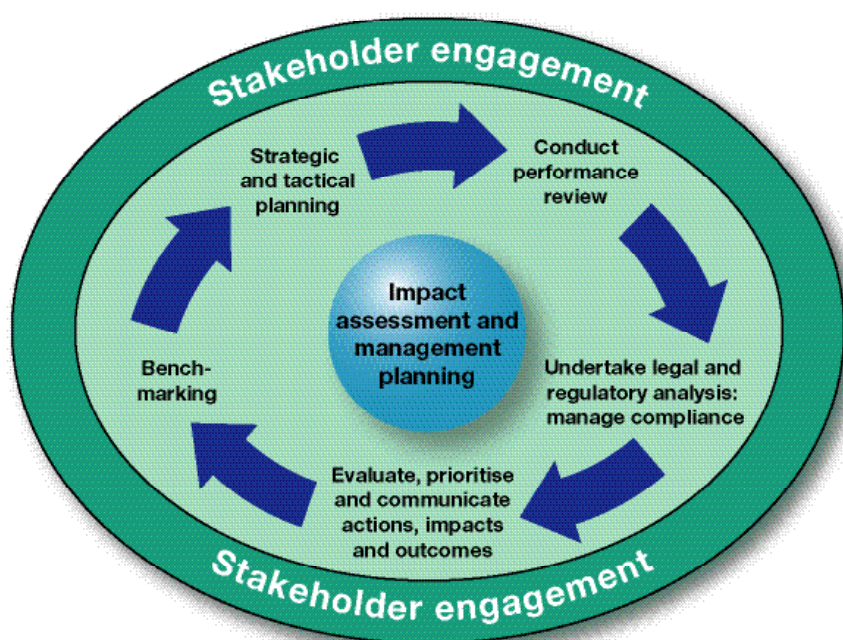 Stakeholder engagement
Strategic
and tactical
planning
Conduct
performance
review
Impact
assessment and
management
planning
Bench-
marking
Undertake legal and
regulatory analysis:
manage compliance
Evaluate, prioritise
and communicate
actions, impacts
and outcomes
Stakeholder engagement